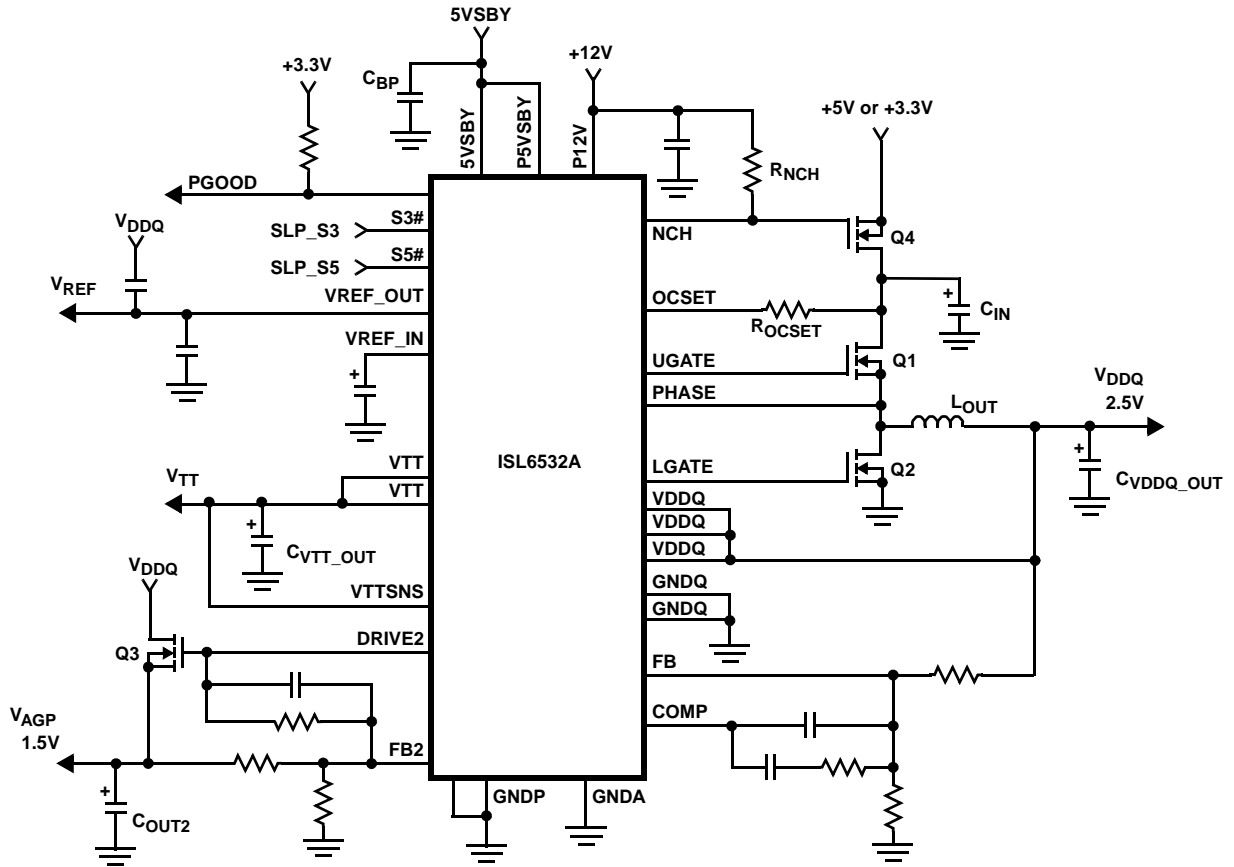 5VSBY
+12V
+3.3V
CBP
+5V or +3.3V
5VSBY
P5VSBY
P12V
RNCH
PGOOD
VDDQ
SLP_S3
S3#
NCH
Q4
SLP_S5
S5#
VREF
VREF_OUT
OCSET
ROCSET
+
CIN
VREF_IN
+
UGATE
Q1
PHASE
LOUT
VDDQ
2.5V
ISL6532A
VTT
VTT
VTT
LGATE
Q2
+
CVDDQ_OUT
VDDQ
VDDQ
VDDQ
+
CVTT_OUT
VDDQ
VTTSNS
GNDQ
GNDQ
Q3
DRIVE2
FB
VAGP
1.5V
COMP
FB2
+
COUT2
GNDP
GNDA